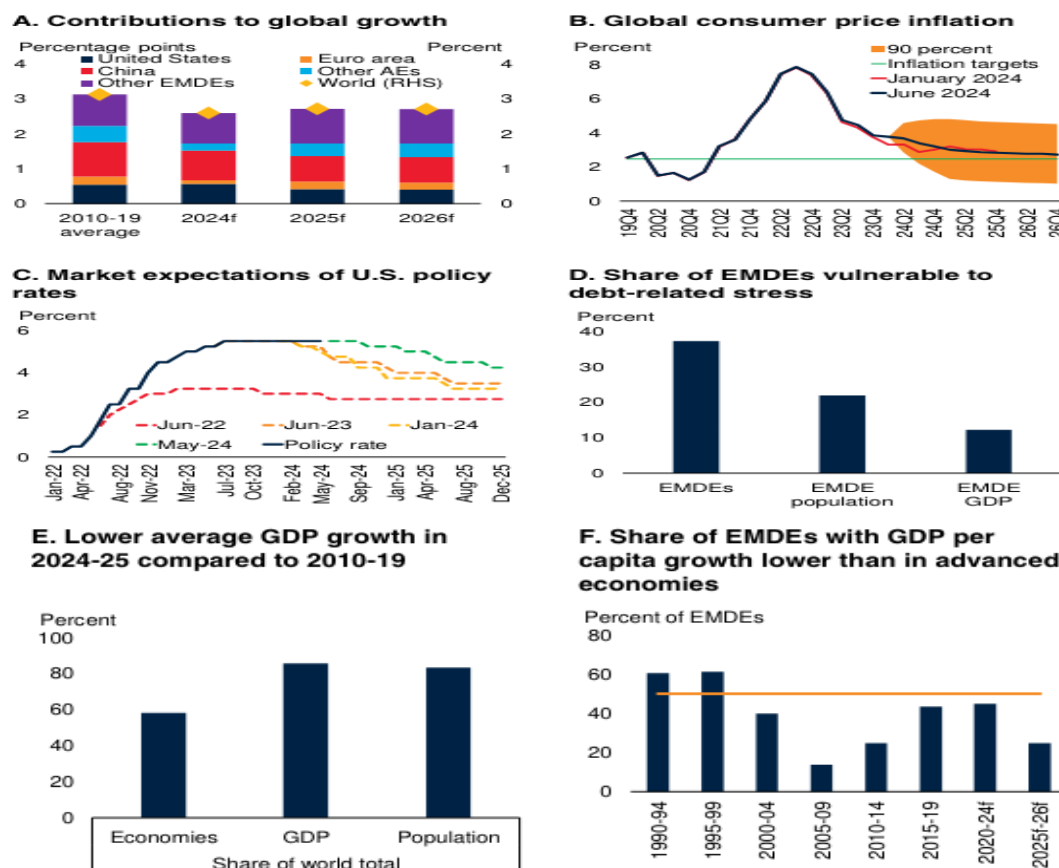 A. Contributions to global growth
Percentage points
Percent
United States
Euro area
China
Other AEs
Other EMDEs
World (RHS)
4
3
2
1
0
4
3
2
1
0
2010-19 average
2024f
2025f
2026f
B. Global consumer price inflation
Percent
90 percent
Inflation targets
January 2024
June 2024
8
6
4
2
0
19Q4
20Q2
20Q4
21Q2
21Q4
22Q2
22Q4
23Q2
23Q4
24Q2
24Q4
25Q2
25Q4
26Q2
26Q4
C. Market expectations of U.S. policy
rates
Percent
6
4
2
0
Jun-22
Jun-23
Jan-24
May-24
Policy rate
Jan-22
Apr-22
Aug-22
Nov-22
Mar-23
Jul-23
Oct-23
Feb-24
May-24
Sep-24
Jan-25
Apr-25
Aug-25
Dec-25
D. Share of EMDEs vulnerable to
debt-related stress
Percent
40
30
20
10
0
EMDEs
EMDE
population
EMDE
GDP
E. Lower average GDP growth in
2024-25 compared to 2010-19
Percent
100
80
60
40
20
0
Economies
GDP
Population
Share of world total
F. Share of EMDEs with GDP per
capita growth lower than in advanced
economies
Percent of EMDEs
80
60
40
20
0
1990-94
1995-99
2000-04
2005-09
2010-14
2015-19
2020-24f
2025f-26f